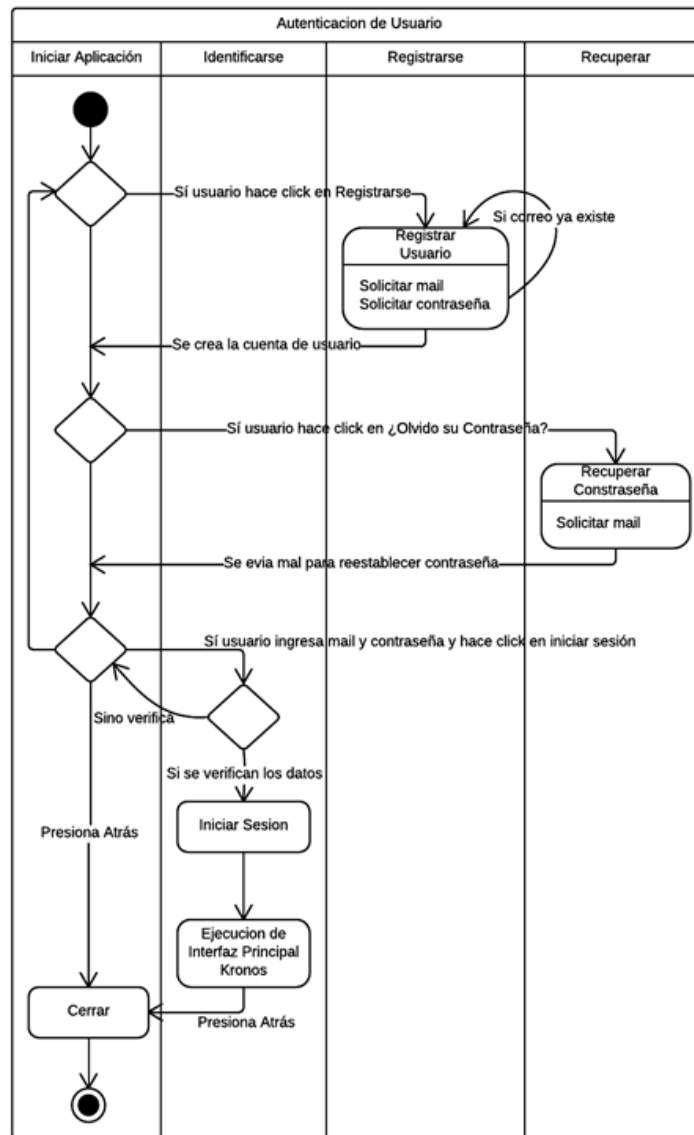 Autenticacion de Usuario
Iniciar Aplicación
Identificarse
Registrarse
Recuperar
Sí usuario hace click en Registrarse
Si correo ya existe
Registrar
Usuario
Solicitar mail
Solicitar contraseña
Se crea la cuenta de usuario
Sí usuario hace click en ¿Olvido su Contraseña?
Recuperar
Constraseña
Solicitar mail
Se evia mal para reestablecer contraseña
Sí usuario ingresa mail y contraseña y hace click en iniciar sesión
Sino verifica
Si se verifican los datos
Iniciar Sesion
Presiona Atrás
Ejecucion de
Interfaz Principal
Kronos
Cerrar
Presiona Atrás